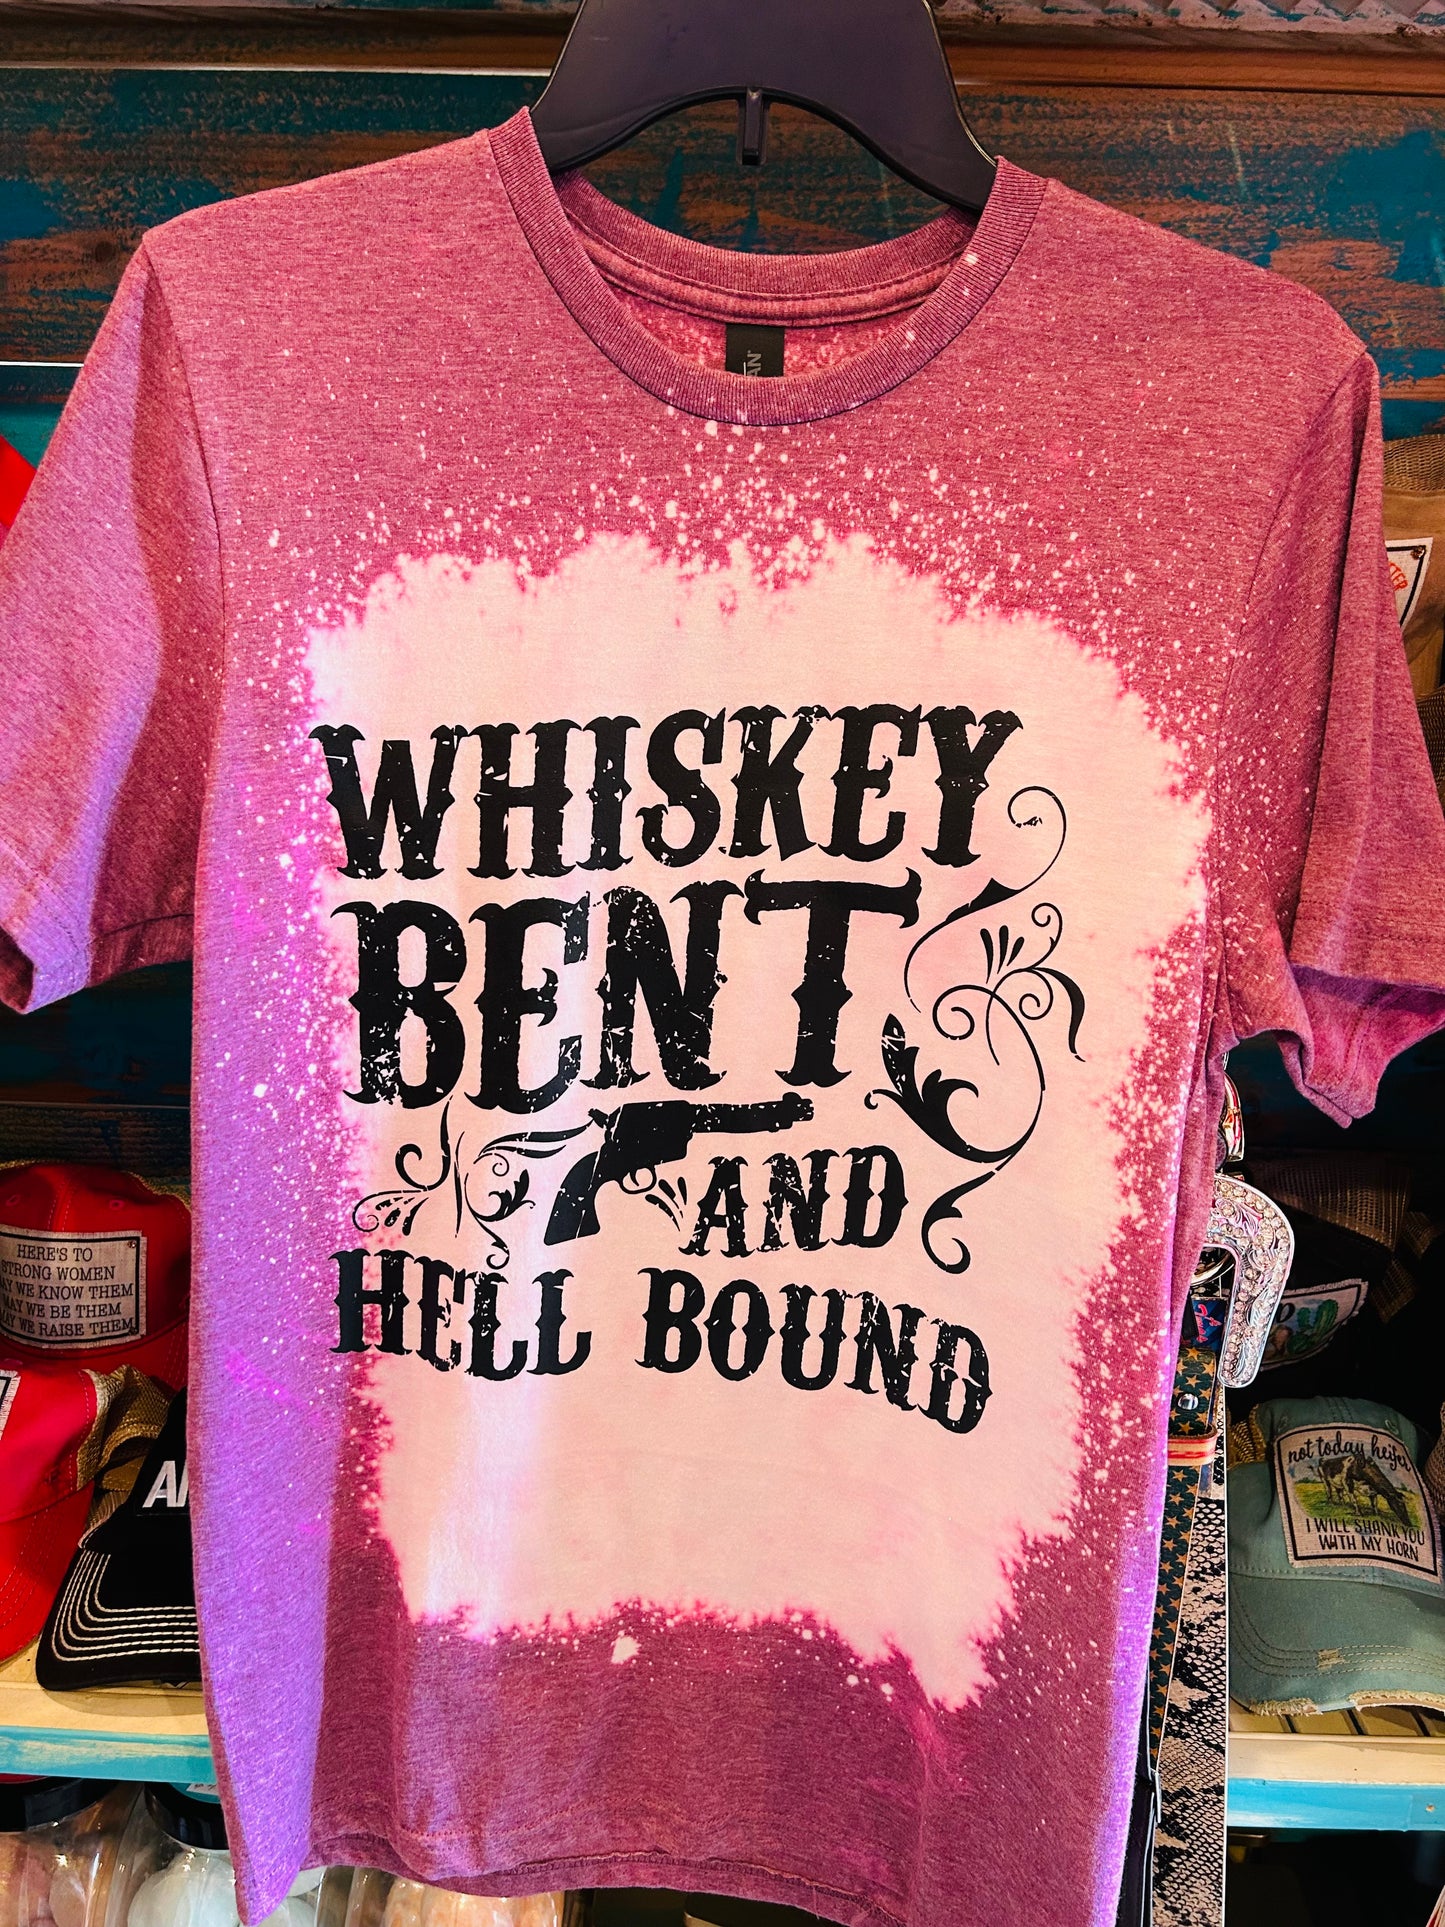 WHISKEY
BENT
AND
HELL BOUND
HERE'S TO
STRONG WOMEN
MAY WE KNOW THEM
MAY WE BE THEM
MAY WE RAISE THEM
not today heifer
I WILL SHANK YOU
WITH MY HORN